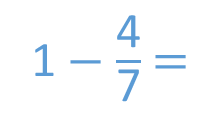 1 − 4/7 =